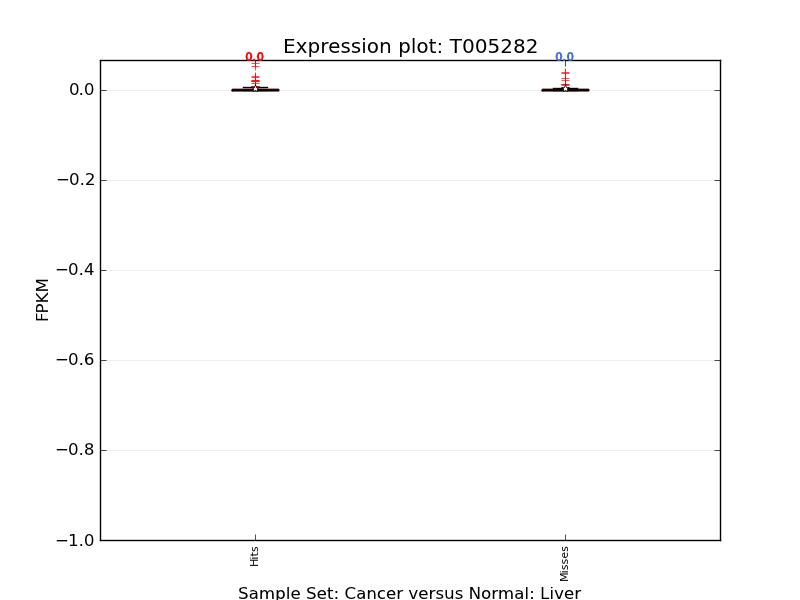 Expression plot: T005282
0.0 0.0
0.0
−0.2
−0.4
−0.6
−0.8
−1.0
FPKM
Hits Misses
Sample Set: Cancer versus Normal: Liver